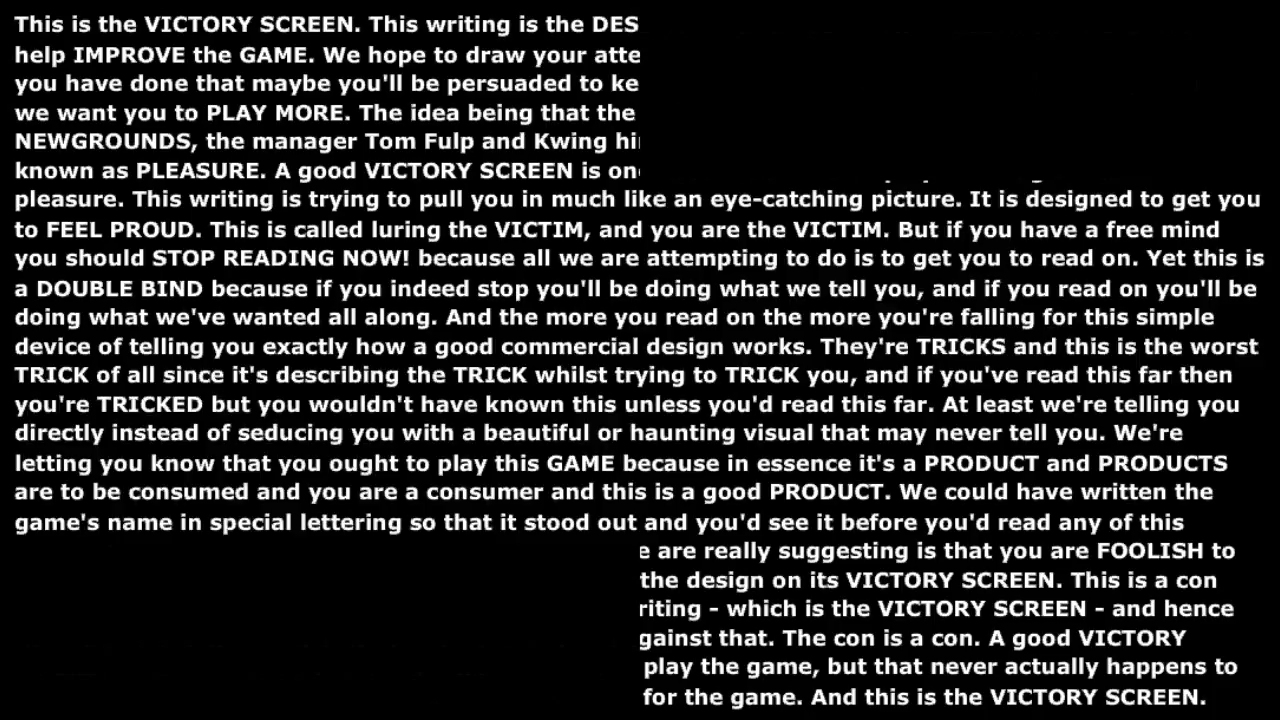 This is the VICTORY SCREEN. This writing is the DES
help IMPROVE the GAME. We hope to draw your atte
you have done that maybe you'll be persuaded to ke
we want you to PLAY MORE. The idea being that the
NEWGROUNDS, the manager Tom Fulp and Kwing hi
known as PLEASURE. A good VICTORY SCREEN is on
pleasure. This writing is trying to pull you in much like an eye-catching picture. It is designed to get you
to FEEL PROUD. This is called luring the VICTIM, and you are the VICTIM. But if you have a free mind
you should STOP READING NOW! because all we are attempting to do is to get you to read on. Yet this is
a DOUBLE BIND because if you indeed stop you'll be doing what we tell you, and if you read on you'll be
doing what we've wanted all along. And the more you read on the more you're falling for this simple
device of telling you exactly how a good commercial design works. They're TRICKS and this is the worst
TRICK of all since it's describing the TRICK whilst trying to TRICK you, and if you've read this far then
you're TRICKED but you wouldn't have known this unless you'd read this far. At least we're telling you
directly instead of seducing you with a beautiful or haunting visual that may never tell you. We're
letting you know that you ought to play this GAME because in essence it's a PRODUCT and PRODUCTS
are to be consumed and you are a consumer and this is a good PRODUCT. We could have written the
game's name in special lettering so that it stood out and you'd see it before you'd read any of this
e are really suggesting is that you are FOOLISH to
the design on its VICTORY SCREEN. This is a con
riting - which is the VICTORY SCREEN - and hence
gainst that. The con is a con. A good VICTORY
play the game, but that never actually happens to
for the game. And this is the VICTORY SCREEN.